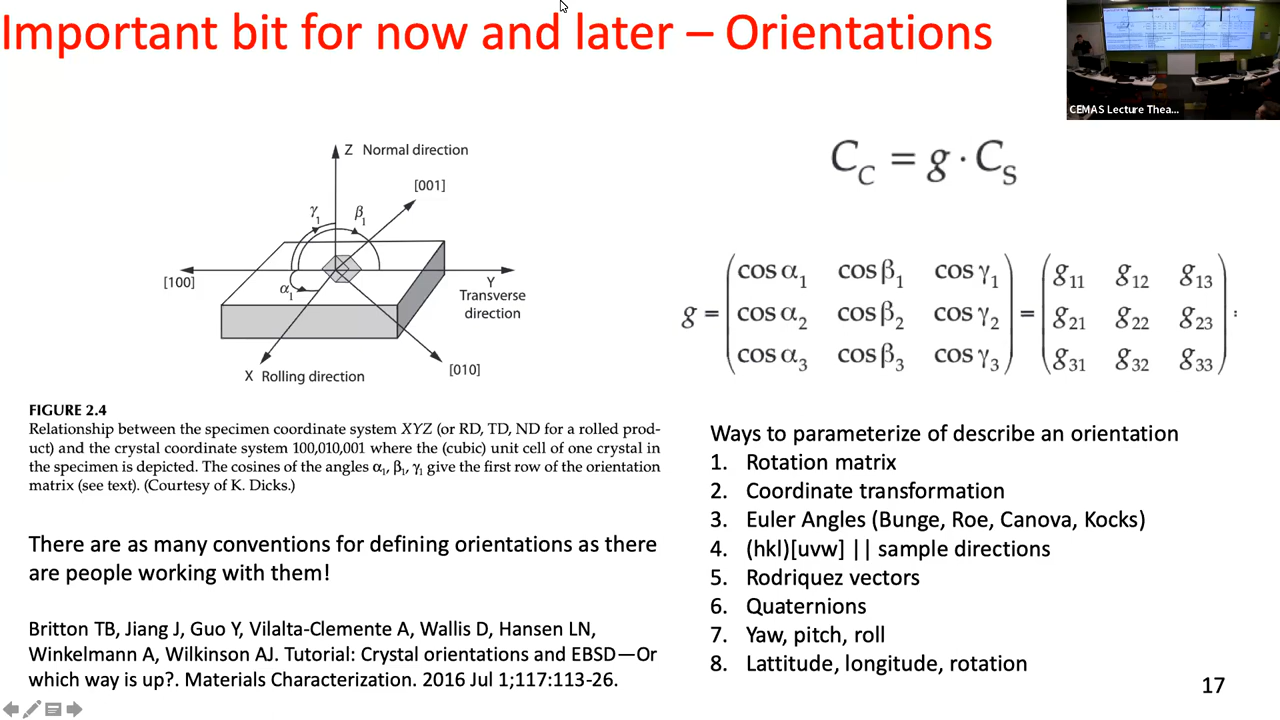 Important bit for now and later – Orientations
CEMAS Lecture Thea...
Z Normal direction
[001]
γ1
β1
[100]
α1
Y
Transverse
direction
X Rolling direction
[010]
FIGURE 2.4
Relationship between the specimen coordinate system XYZ (or RD, TD, ND for a rolled prod-
uct) and the crystal coordinate system 100,010,001 where the (cubic) unit cell of one crystal in
the specimen is depicted. The cosines of the angles α1, β1, γ1 give the first row of the orientation
matrix (see text). (Courtesy of K. Dicks.)
There are as many conventions for defining orientations as there
are people working with them!
Britton TB, Jiang J, Guo Y, Vilalta-Clemente A, Wallis D, Hansen LN,
Winkelmann A, Wilkinson AJ. Tutorial: Crystal orientations and EBSD—Or
which way is up?. Materials Characterization. 2016 Jul 1;117:113-26.
CC = g · CS
cos α1 cos β1 cos γ1 g11 g12 g13
g = cos α2 cos β2 cos γ2 = g21 g22 g23 :
cos α3 cos β3 cos γ3 g31 g32 g33
Ways to parameterize of describe an orientation
1. Rotation matrix
2. Coordinate transformation
3. Euler Angles (Bunge, Roe, Canova, Kocks)
4. (hkl)[uvw] || sample directions
5. Rodriquez vectors
6. Quaternions
7. Yaw, pitch, roll
8. Lattitude, longitude, rotation
17